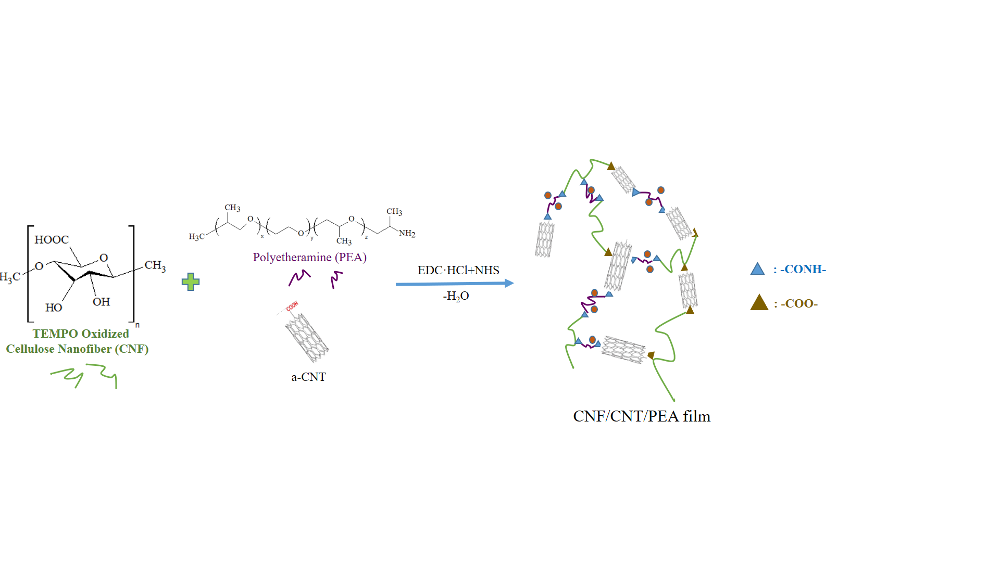 HOOC
O
O
H3C
CH3
HO
OH
n
TEMPO Oxidized
Cellulose Nanofiber (CNF)
CH3
O
CH3
O
H3C
x
O
y
CH3
z
NH2
Polyetheramine (PEA)
COOH
a-CNT
EDC·HCl+NHS
-H2O
CNF/CNT/PEA film
: -CONH-
: -COO-